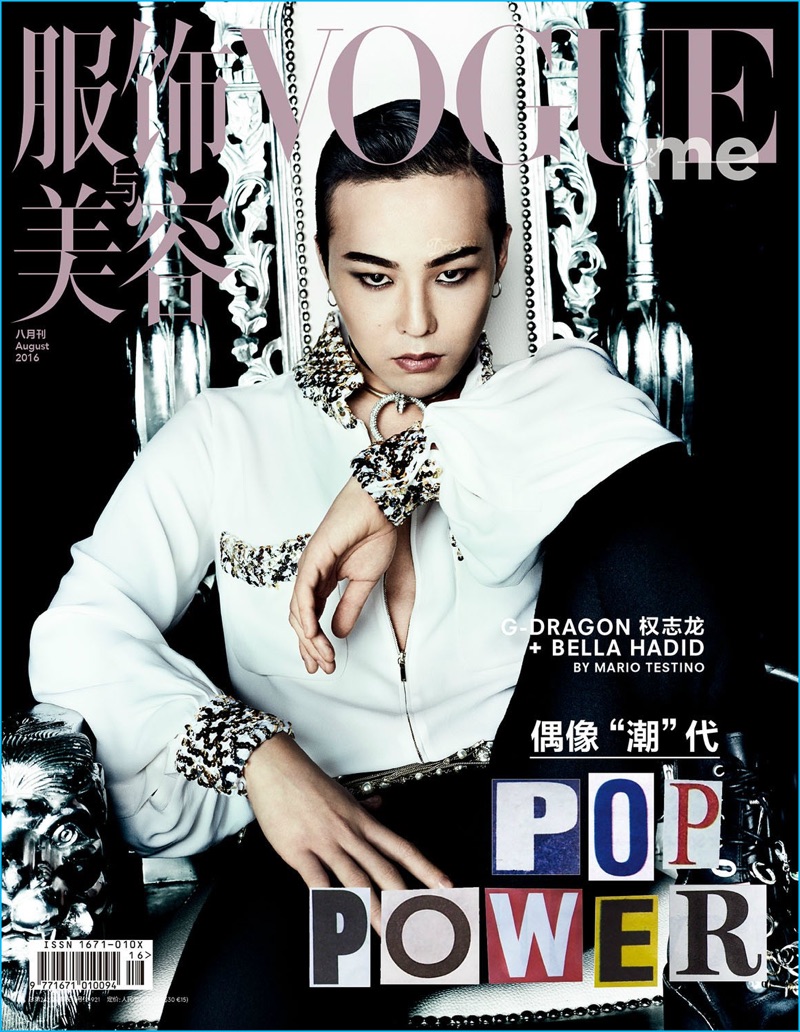 服饰 VOGUE
与
me
美容
八月刊
August
2016
G-DRAGON 权志龙
+ BELLA HADID
BY MARIO TESTINO
偶像“潮”代
POP
POWER
ISSN 1671-010X
16>
9 771671 010094